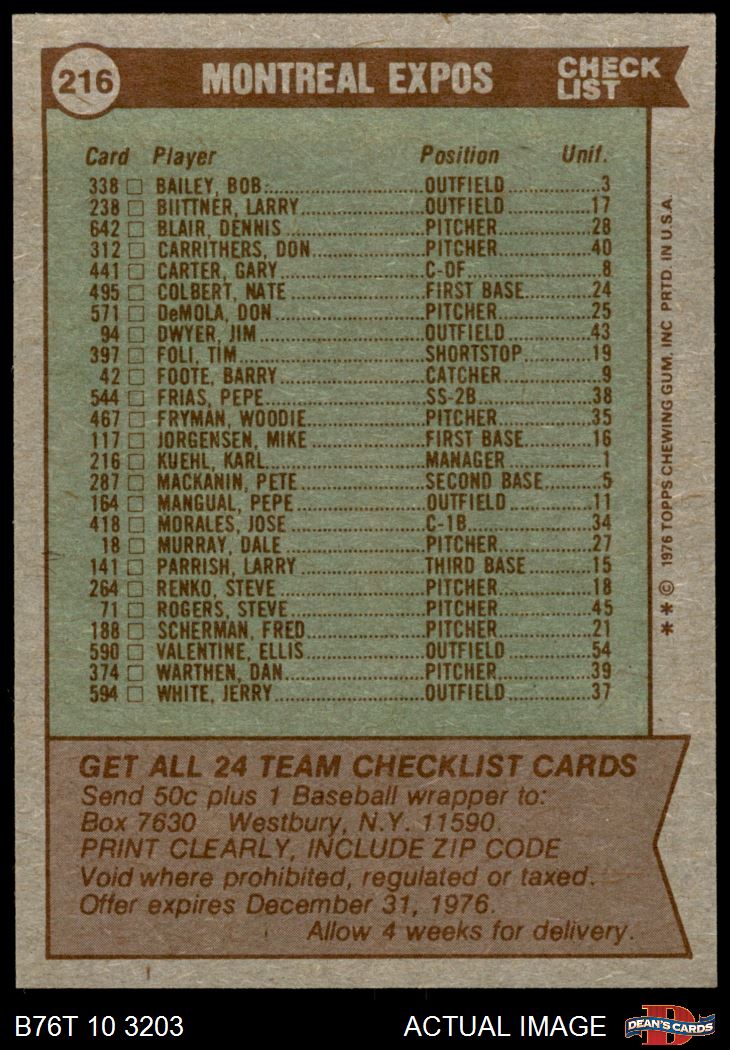 216 MONTREAL EXPOS CHECK LIST
Card Player Position Unif.
338 □ BAILEY, BOB OUTFIELD 3
238 □ BIITTNER, LARRY OUTFIELD 17
642 □ BLAIR, DENNIS PITCHER 28
312 □ CARRITHERS, DON PITCHER 40
441 □ CARTER, GARY C-OF 8
495 □ COLBERT, NATE FIRST BASE 24
571 □ DeMOLA, DON PITCHER 25
94 □ DWYER, JIM OUTFIELD 43
397 □ FOLI, TIM SHORTSTOP 19
42 □ FOOTE, BARRY CATCHER 9
544 □ FRIAS, PEPE SS-2B 38
467 □ FRYMAN, WOODIE PITCHER 35
117 □ JORGENSEN, MIKE FIRST BASE 16
216 □ KUEHL, KARL MANAGER 1
287 □ MACKANIN, PETE SECOND BASE 5
164 □ MANGUAL, PEPE OUTFIELD 11
418 □ MORALES, JOSE C-1B 34
18 □ MURRAY, DALE PITCHER 27
141 □ PARRISH, LARRY THIRD BASE 15
264 □ RENKO, STEVE PITCHER 18
71 □ ROGERS, STEVE PITCHER 45
188 □ SCHERMAN, FRED PITCHER 21
590 □ VALENTINE, ELLIS OUTFIELD 54
374 □ WARTHEN, DAN PITCHER 39
594 □ WHITE, JERRY OUTFIELD 37
* * © 1976 TOPPS CHEWING GUM, INC PRTD. IN U.S.A.
GET ALL 24 TEAM CHECKLIST CARDS
Send 50c plus 1 Baseball wrapper to:
Box 7630 Westbury, N.Y. 11590.
PRINT CLEARLY, INCLUDE ZIP CODE
Void where prohibited, regulated or taxed.
Offer expires December 31, 1976.
Allow 4 weeks for delivery.
B76T 10 3203 ACTUAL IMAGE D DEAN'S CARDS